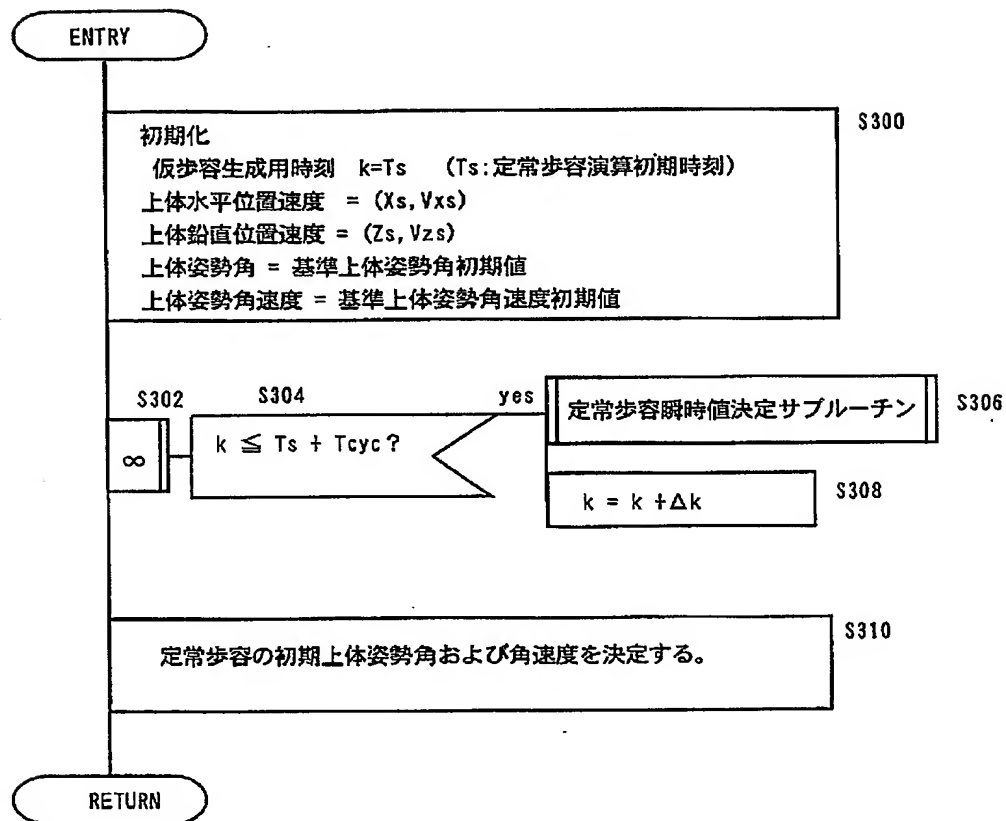 ENTRY
S300
初期化
仮歩容生成用時刻 k=Ts (Ts:定常歩容演算初期時刻)
上体水平位置速度 = (Xs,Vxs)
上体鉛直位置速度 = (Zs,Vzs)
上体姿勢角 = 基準上体姿勢角初期値
上体姿勢角速度 = 基準上体姿勢角速度初期値
S302
∞
S304
k ≦ Ts + Tcyc?
yes
定常歩容瞬時値決定サブルーチン
S306
k = k +Δk
S308
S310
定常歩容の初期上体姿勢角および角速度を決定する。
RETURN